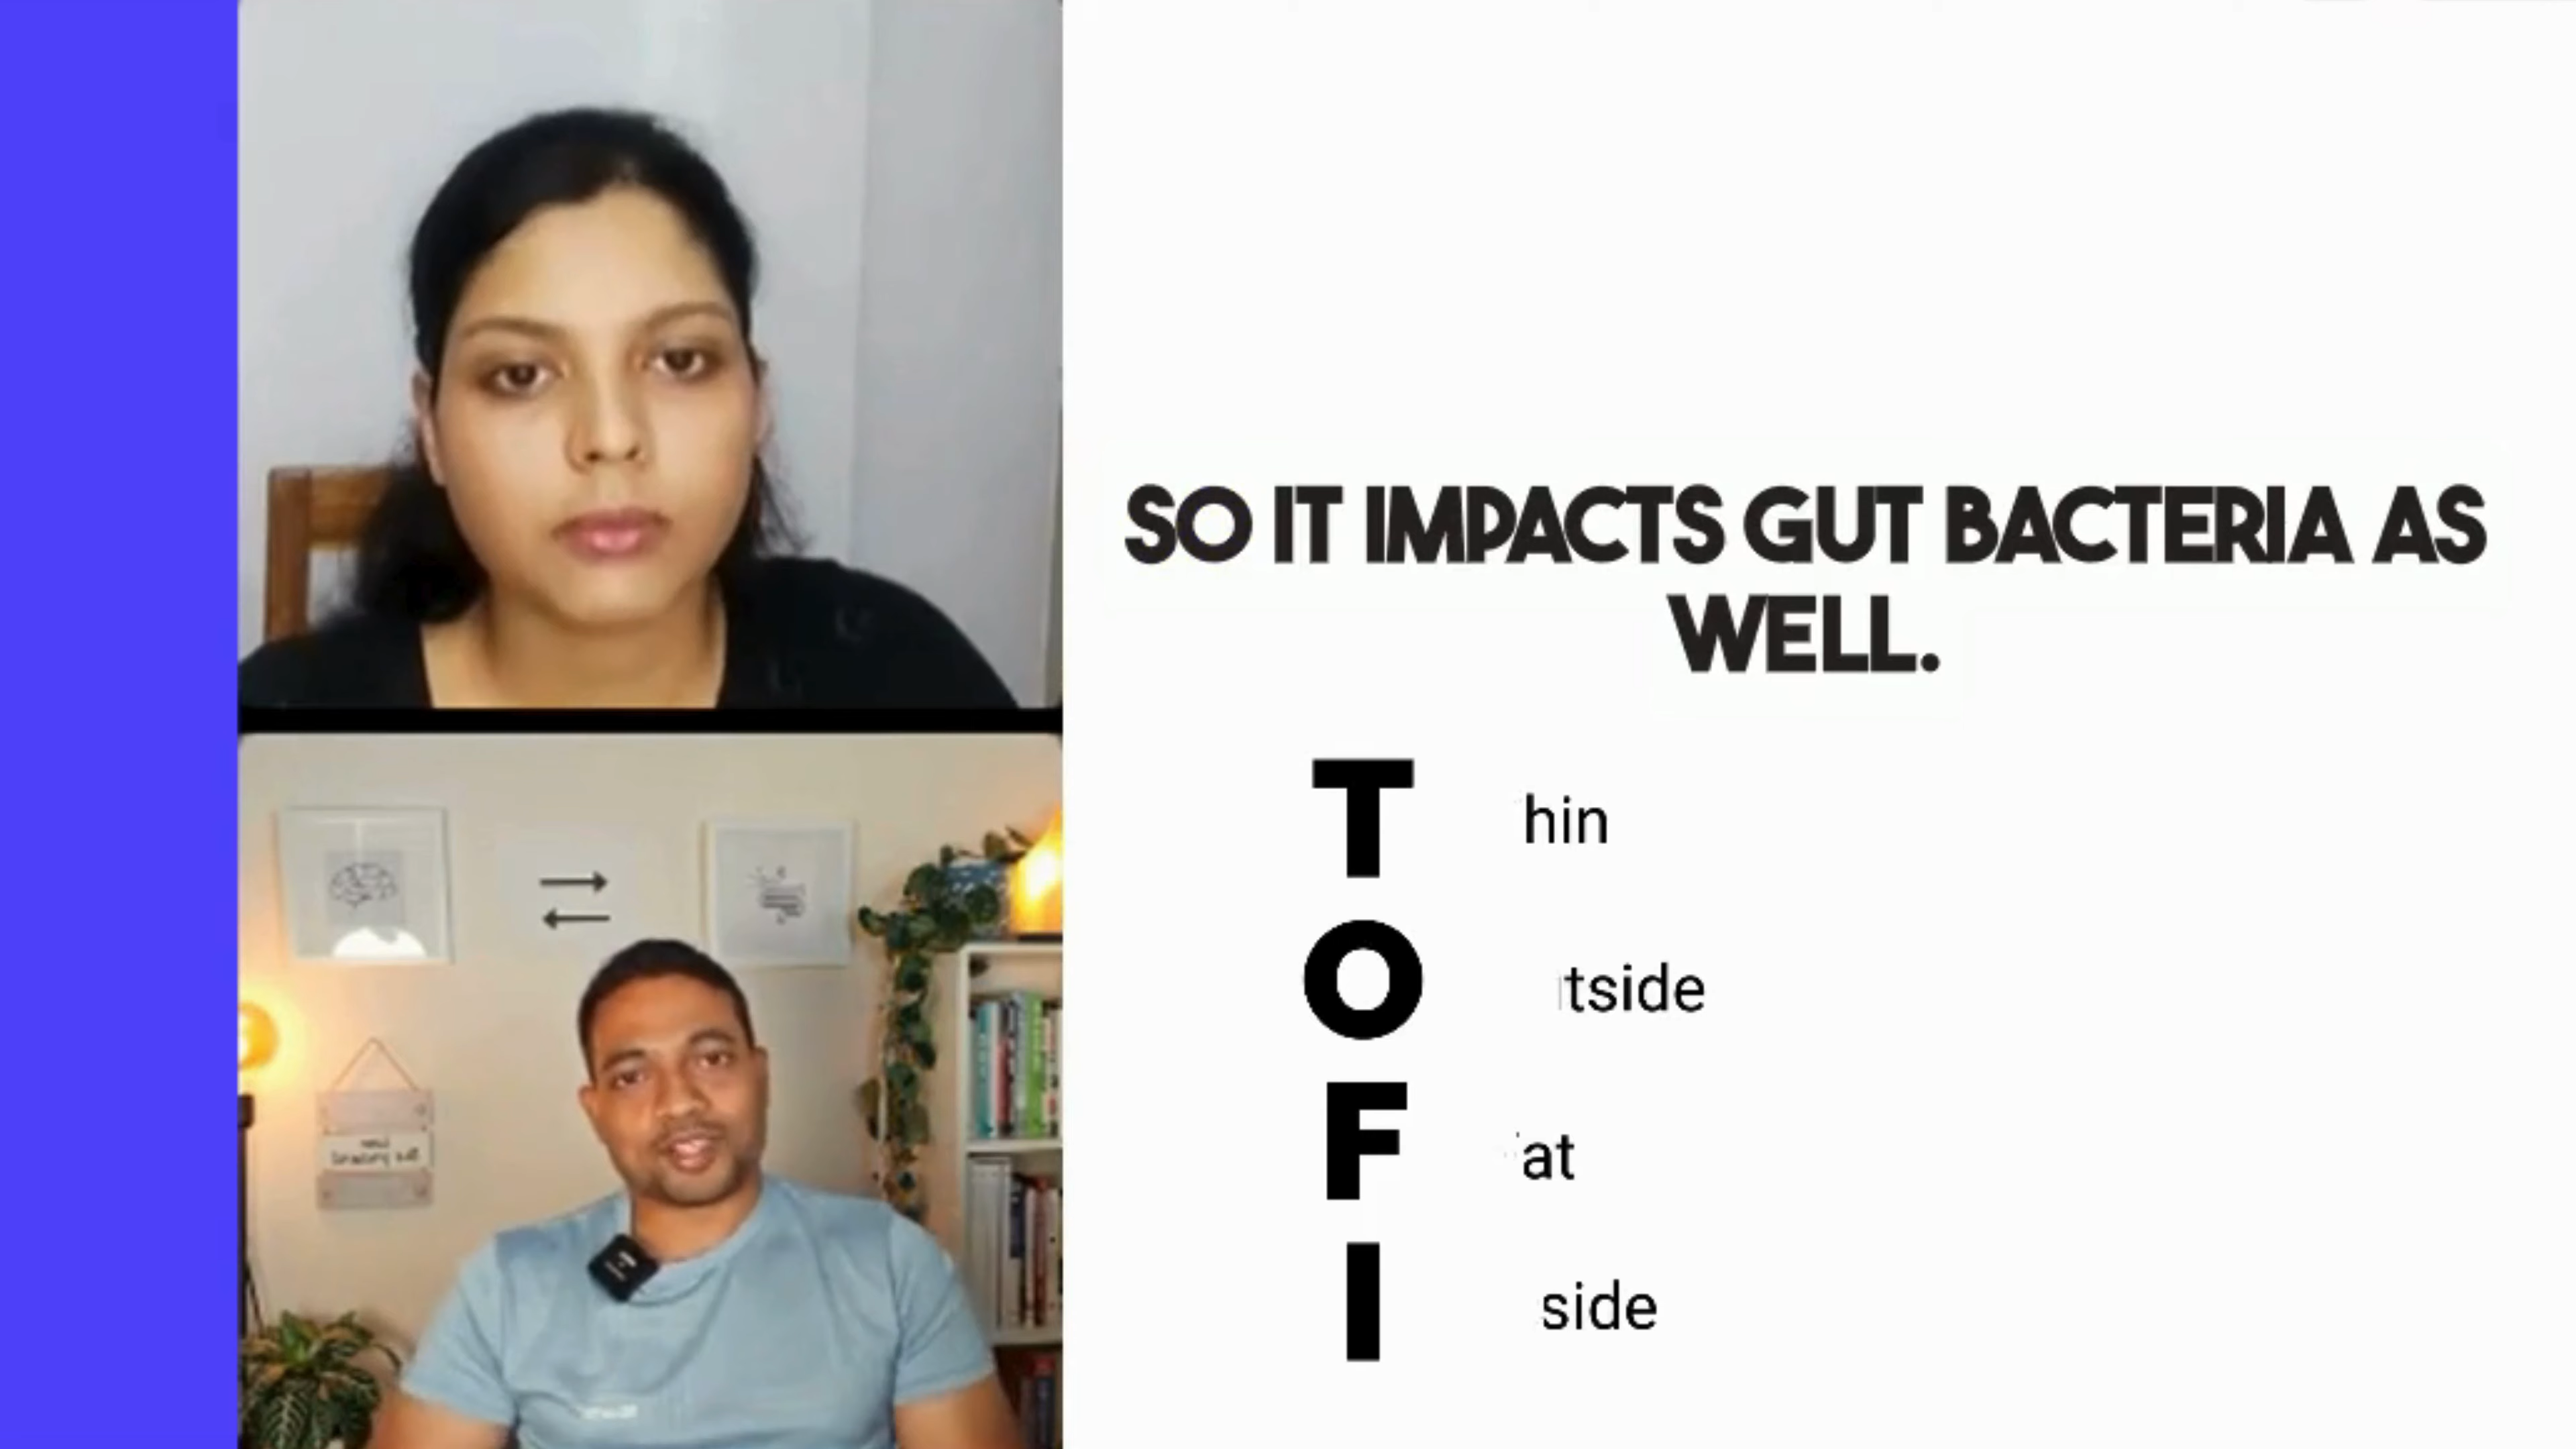 SO IT IMPACTS GUT BACTERIA AS
WELL.
T hin
O tside
F at
I side